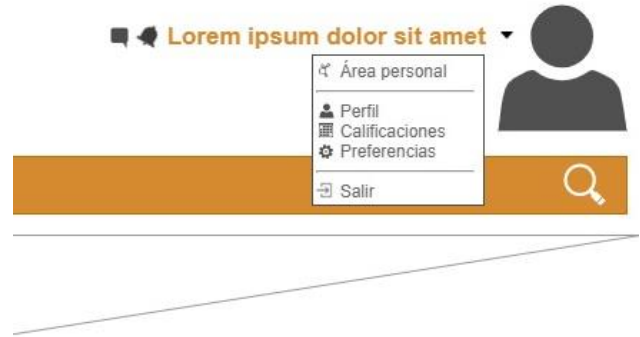 Lorem ipsum dolor sit amet
Área personal
Perfil
Calificaciones
Preferencias
Salir